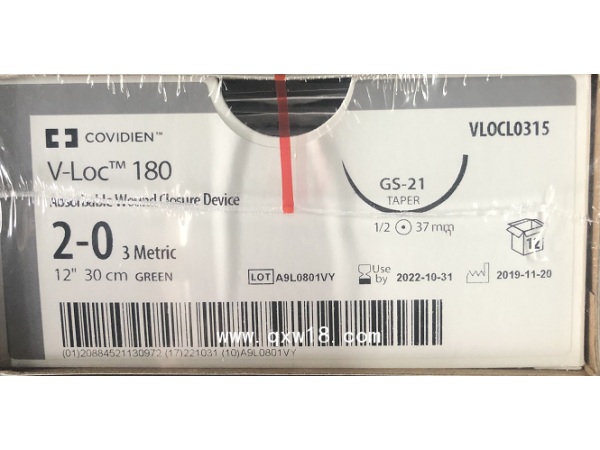 COVIDIEN™
VLOCL0315
V-Loc™ 180
Absorbable Wound Closure Device
GS-21
TAPER
2-0 3 Metric
1/2 37 mm
12
12" 30 cm GREEN
LOT A9L0801VY
Use by 2022-10-31
2019-11-20
www.qxw18.com
(01)20884521130972 (17)221031 (10)A9L0801VY